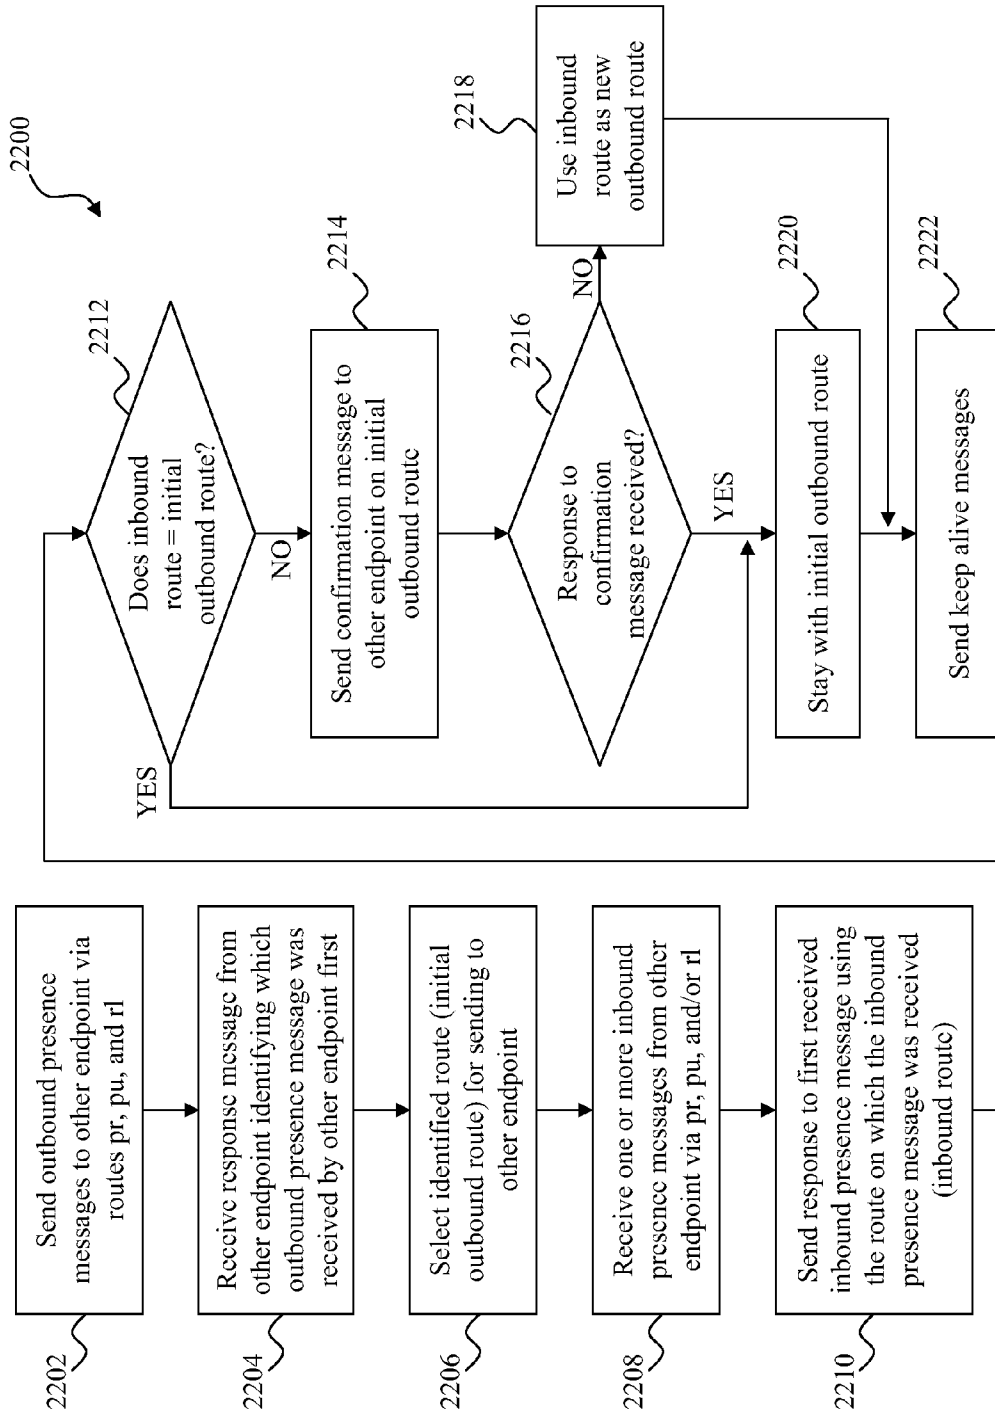 2200
2202
Send outbound presence
messages to other endpoint via
routes pr, pu, and rl
2204
Receive response message from
other endpoint identifying which
outbound presence message was
received by other endpoint first
2206
Select identified route (initial
outbound route) for sending to
other endpoint
2208
Receive one or more inbound
presence messages from other
endpoint via pr, pu, and/or rl
2210
Send response to first received
inbound presence message using
the route on which the inbound
presence message was received
(inbound route)
2212
Does inbound
route = initial
outbound route?
YES
NO
2214
Send confirmation message to
other endpoint on initial
outbound route
2216
Response to
confirmation
message received?
NO
YES
2218
Use inbound
route as new
outbound route
2220
Stay with initial outbound route
2222
Send keep alive messages